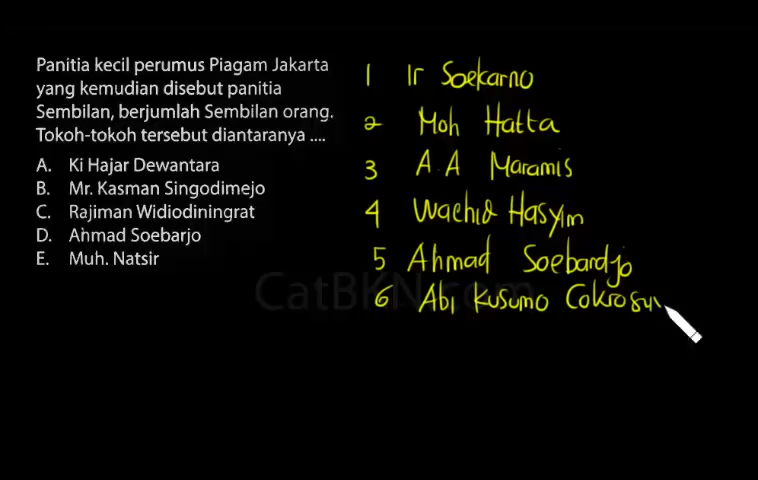 Panitia kecil perumus Piagam Jakarta
yang kemudian disebut panitia
Sembilan, berjumlah Sembilan orang.
Tokoh-tokoh tersebut diantaranya ....
A. Ki Hajar Dewantara
B. Mr. Kasman Singodimejo
C. Rajiman Widiodiningrat
D. Ahmad Soebarjo
E. Muh. Natsir
1 Ir Soekarno
2 Moh Hatta
3 A.A Maramis
4 Wachid Hasyim
5 Ahmad Soebardjo
6 Abi Kusumo
CatBKN.com